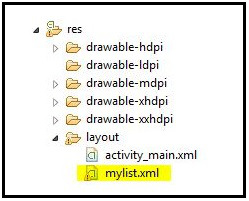 res
drawable-hdpi
drawable-ldpi
drawable-mdpi
drawable-xhdpi
drawable-xxhdpi
layout
activity_main.xml
mylist.xml